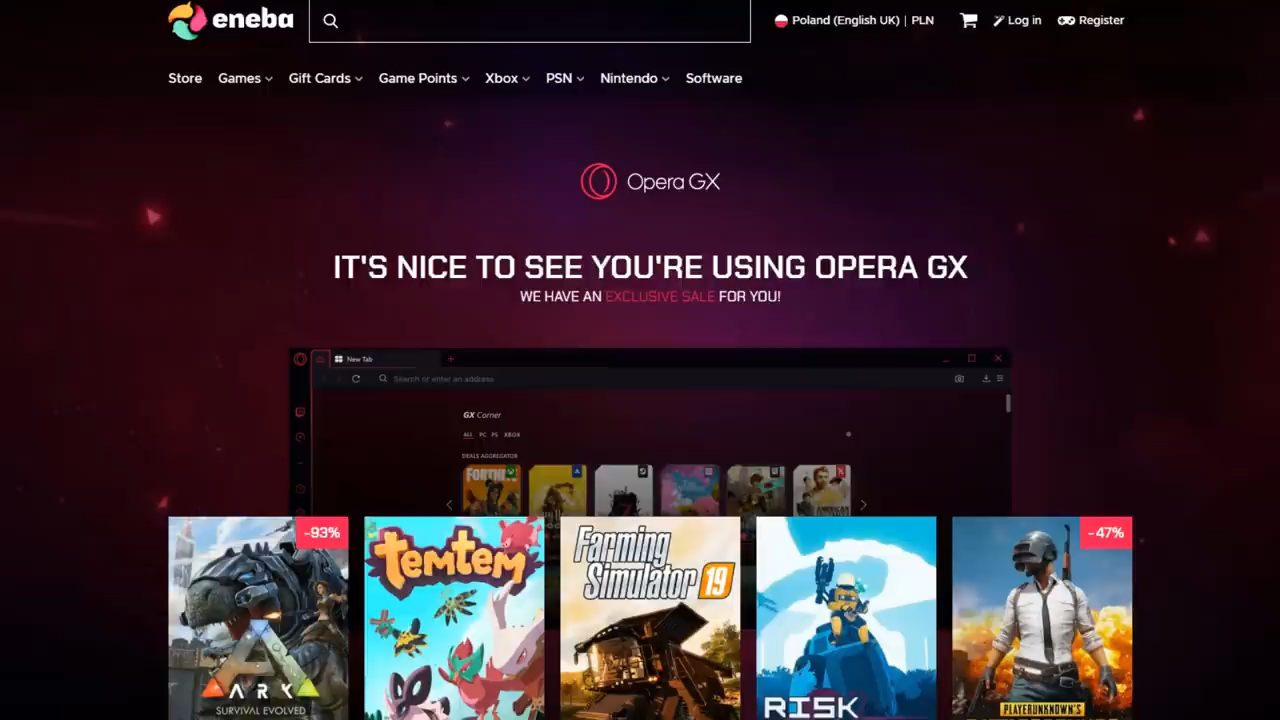 eneba
Poland (English UK) | PLN
Log in
Register
Store
Games
Gift Cards
Game Points
Xbox
PSN
Nintendo
Software
Opera GX
IT'S NICE TO SEE YOU'RE USING OPERA GX
WE HAVE AN EXCLUSIVE SALE FOR YOU!
New Tab
Search or enter an address
GX Corner
ALL PC PS XBOX
DEALS AGGREGATOR
-93%
ARK
SURVIVAL EVOLVED
temtem
Farming
Simulator 19
RISK
-47%
PLAYERUNKNOWN'S